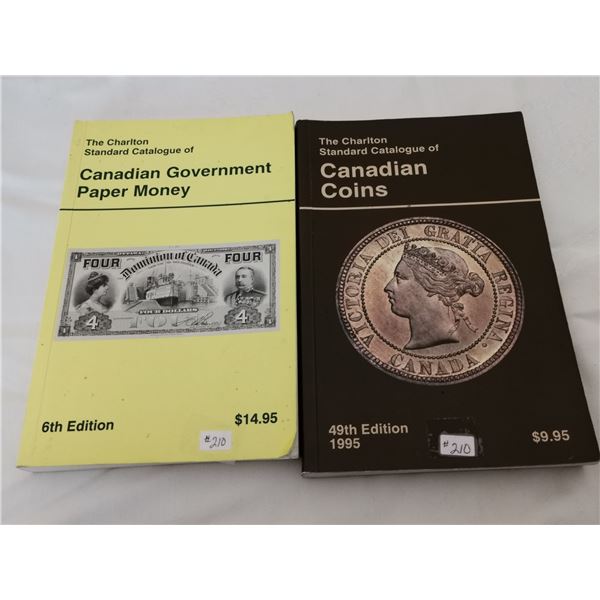 The Charlton
Standard Catalogue of
Canadian Government
Paper Money
FOUR
Dominion of Canada
FOUR
4
FOUR DOLLARS
4
6th Edition
$14.95
#210
The Charlton
Standard Catalogue of
Canadian
Coins
VICTORIA DEI GRATIA REGINA.
CANADA
49th Edition
1995
$9.95
#210